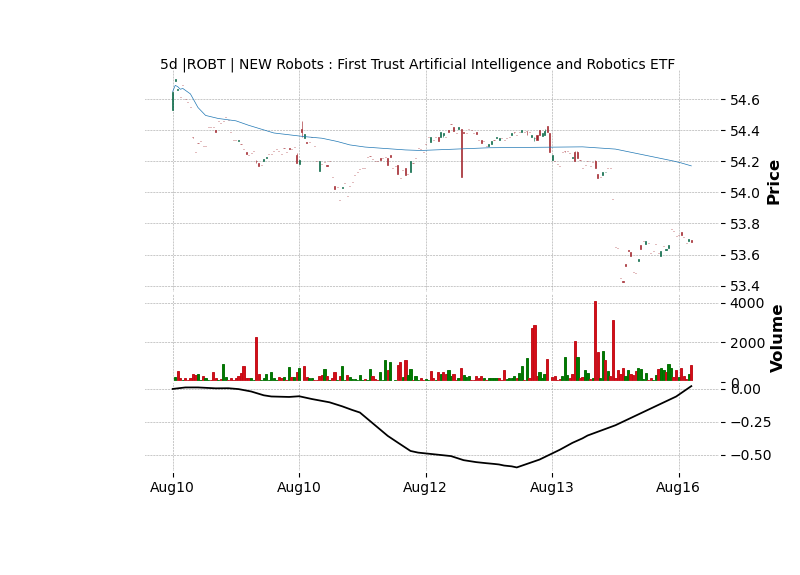 5d |ROBT | NEW Robots : First Trust Artificial Intelligence and Robotics ETF
54.6
54.4
54.2
54.0
53.8
53.6
53.4
Price
4000
2000
0
Volume
0.00
−0.25
−0.50
Aug10
Aug10
Aug12
Aug13
Aug16